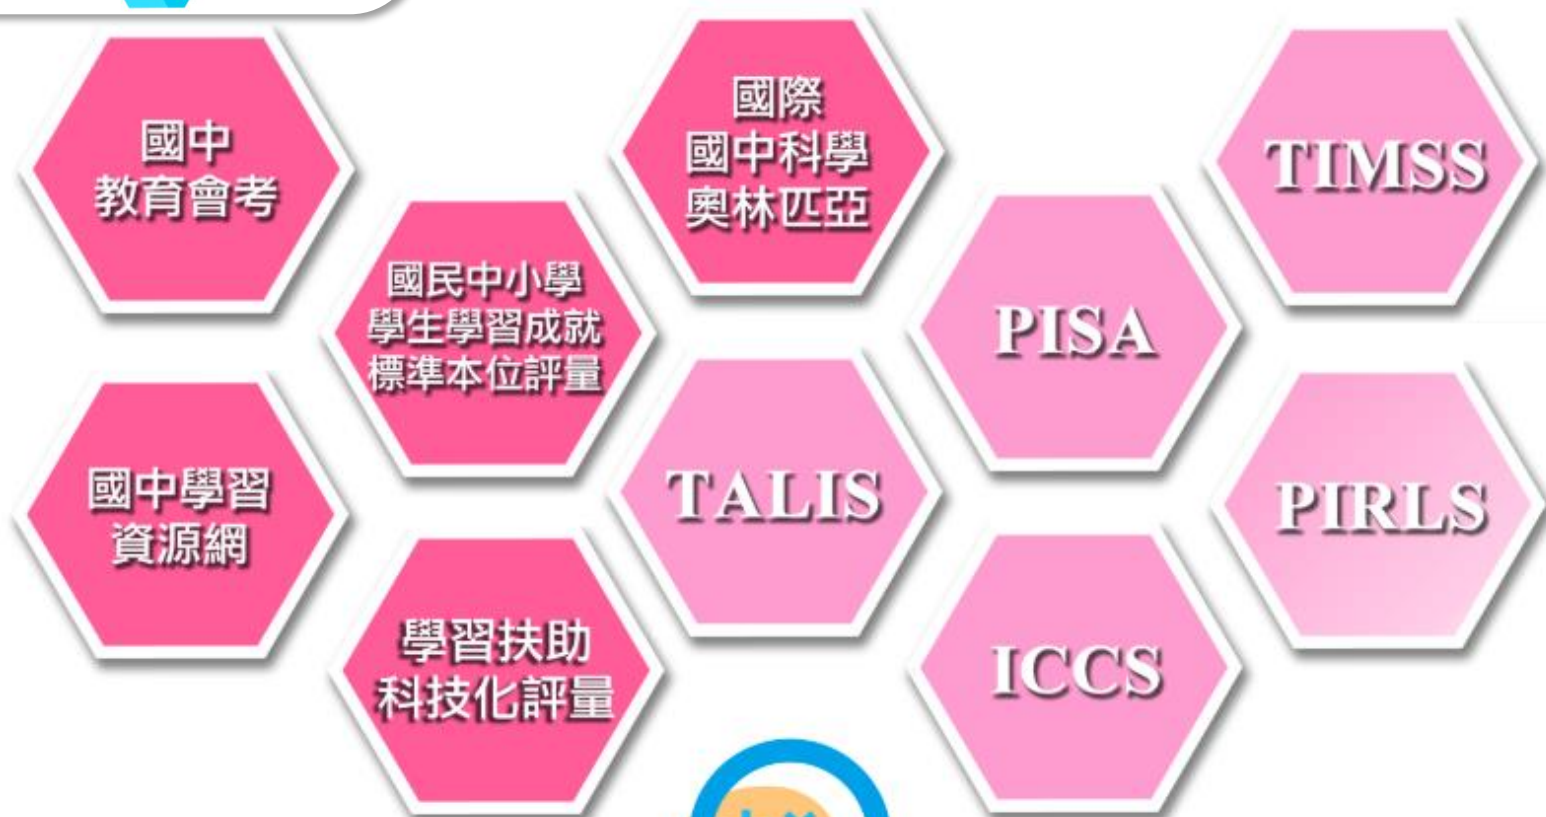 國中
教育會考
國際
國中科學
奧林匹亞
TIMSS
國民中小學
學生學習成就
標準本位評量
PISA
國中學習
資源網
TALIS
PIRLS
學習扶助
科技化評量
ICCS